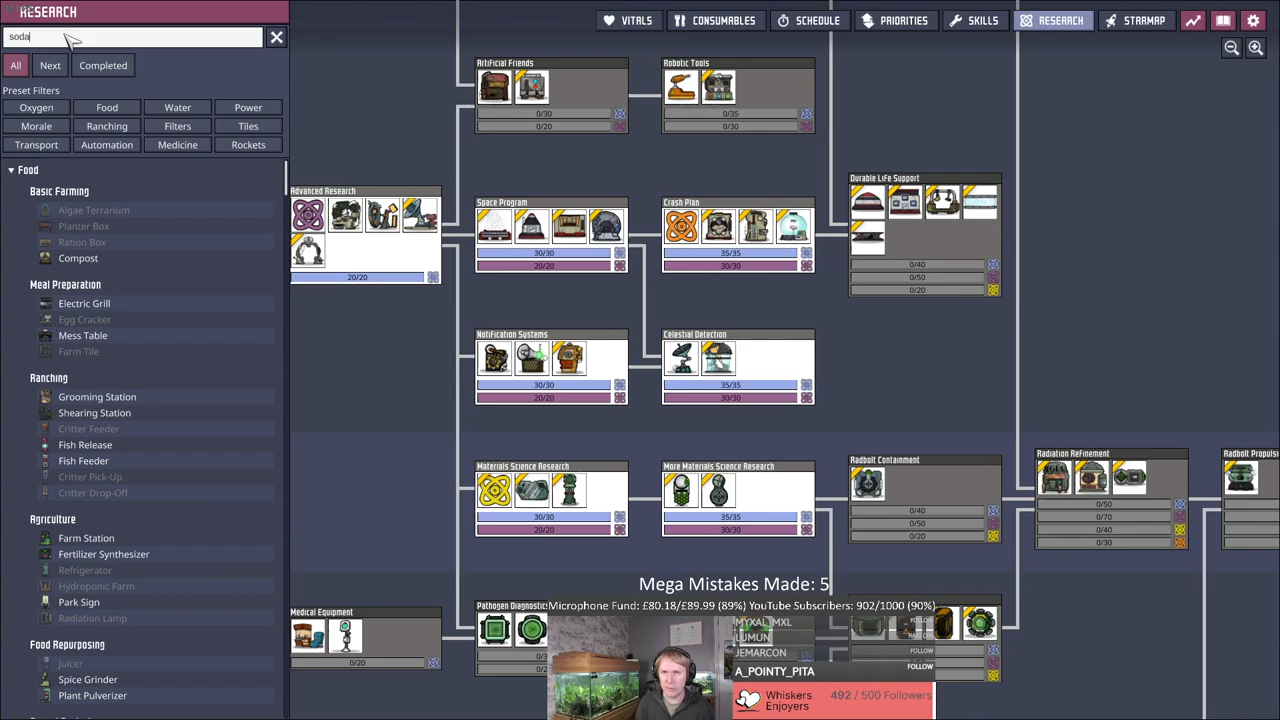 RESEARCH
soda
All
Next
Completed
Preset Filters
Oxygen
Food
Water
Power
Morale
Ranching
Filters
Tiles
Transport
Automation
Medicine
Rockets
Food
Basic Farming
Algae Terrarium
Planter Box
Ration Box
Compost
Meal Preparation
Electric Grill
Egg Cracker
Mess Table
Farm Tile
Ranching
Grooming Station
Shearing Station
Critter Feeder
Fish Release
Fish Feeder
Critter Pick-Up
Critter Drop-Off
Agriculture
Farm Station
Fertilizer Synthesizer
Refrigerator
Hydroponic Farm
Park Sign
Radiation Lamp
Food Repurposing
Juicer
Spice Grinder
Plant Pulverizer
VITALS
CONSUMABLES
SCHEDULE
PRIORITIES
SKILLS
RESEARCH
STARMAP
Artificial Friends
0/30
0/20
Robotic Tools
0/35
0/30
Advanced Research
20/20
Space Program
30/30
20/20
Crash Plan
35/35
30/30
Durable Life Support
0/40
0/50
0/20
Notification Systems
30/30
20/20
Celestial Detection
35/35
30/30
Materials Science Research
30/30
20/20
More Materials Science Research
35/35
30/30
Radbolt Containment
0/40
0/50
0/20
Radiation Refinement
0/50
0/70
0/40
0/30
Radbolt Propuls
Medical Equipment
0/20
Pathogen Diagnostic
Mega Mistakes Made: 5
Microphone Fund: £80.18/£89.99 (89%) YouTube Subscribers: 902/1000 (90%)
MYXAL_MXL
FOLLOW
LUMUN
JEMARCON
FOLLOW
A_POINTY_PITA
FOLLOW
Whiskers
Enjoyers
492 / 500 Followers